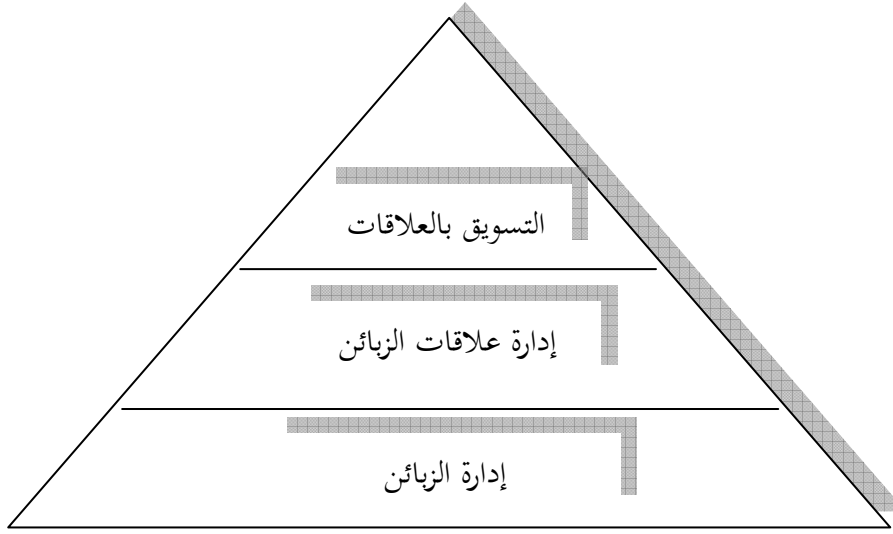 التسويق بالعلاقات
إدارة علاقات الزبائن
إدارة الزبائن